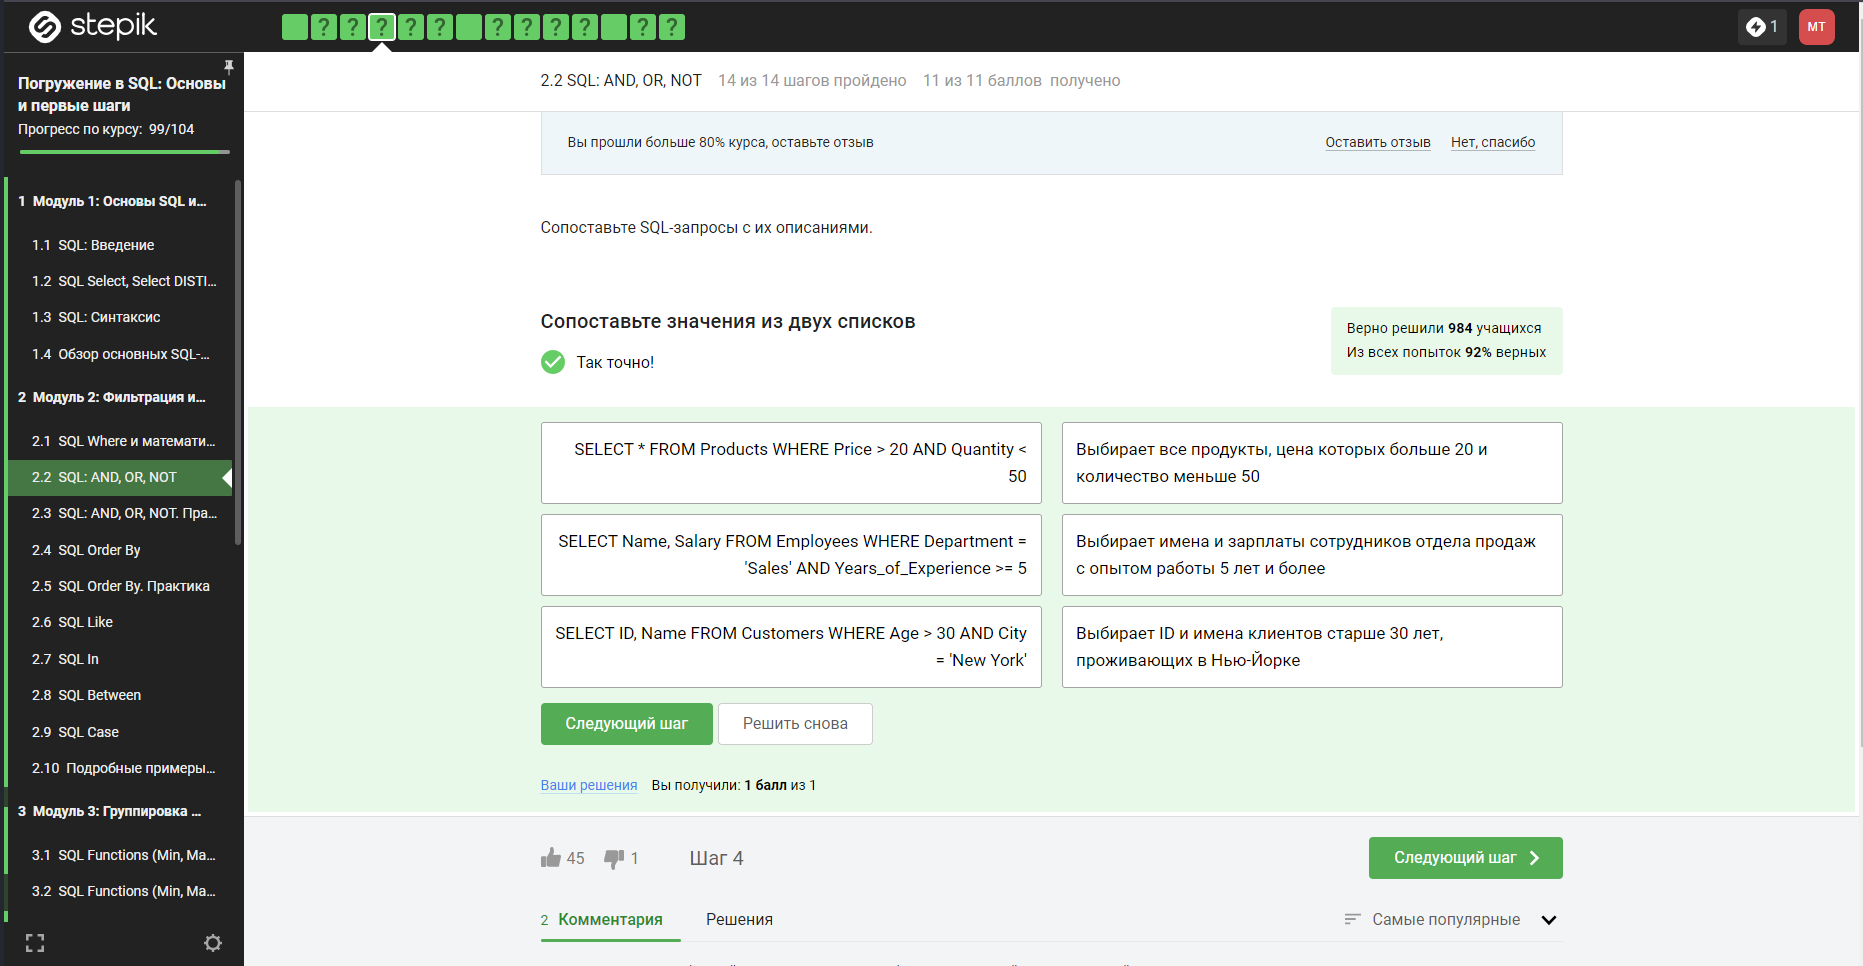 stepik
? ? ? ? ? ? ? ? ? ? ?
1
MT
Погружение в SQL: Основы
и первые шаги
Прогресс по курсу: 99/104
1 Модуль 1: Основы SQL и...
1.1 SQL: Введение
1.2 SQL Select, Select DISTI...
1.3 SQL: Синтаксис
1.4 Обзор основных SQL-...
2 Модуль 2: Фильтрация и...
2.1 SQL Where и математи...
2.2 SQL: AND, OR, NOT
2.3 SQL: AND, OR, NOT. Пра...
2.4 SQL Order By
2.5 SQL Order By. Практика
2.6 SQL Like
2.7 SQL In
2.8 SQL Between
2.9 SQL Case
2.10 Подробные примеры...
3 Модуль 3: Группировка ...
3.1 SQL Functions (Min, Ma...
3.2 SQL Functions (Min, Ma...
2.2 SQL: AND, OR, NOT 14 из 14 шагов пройдено 11 из 11 баллов получено
Вы прошли больше 80% курса, оставьте отзыв
Оставить отзыв Нет, спасибо
Сопоставьте SQL-запросы с их описаниями.
Сопоставьте значения из двух списков
Так точно!
Верно решили 984 учащихся
Из всех попыток 92% верных
SELECT * FROM Products WHERE Price > 20 AND Quantity <
50
Выбирает все продукты, цена которых больше 20 и
количество меньше 50
SELECT Name, Salary FROM Employees WHERE Department =
'Sales' AND Years_of_Experience >= 5
Выбирает имена и зарплаты сотрудников отдела продаж
с опытом работы 5 лет и более
SELECT ID, Name FROM Customers WHERE Age > 30 AND City
= 'New York'
Выбирает ID и имена клиентов старше 30 лет,
проживающих в Нью-Йорке
Следующий шаг
Решить снова
Ваши решения Вы получили: 1 балл из 1
45 1 Шаг 4
Следующий шаг
2 Комментария Решения
Самые популярные